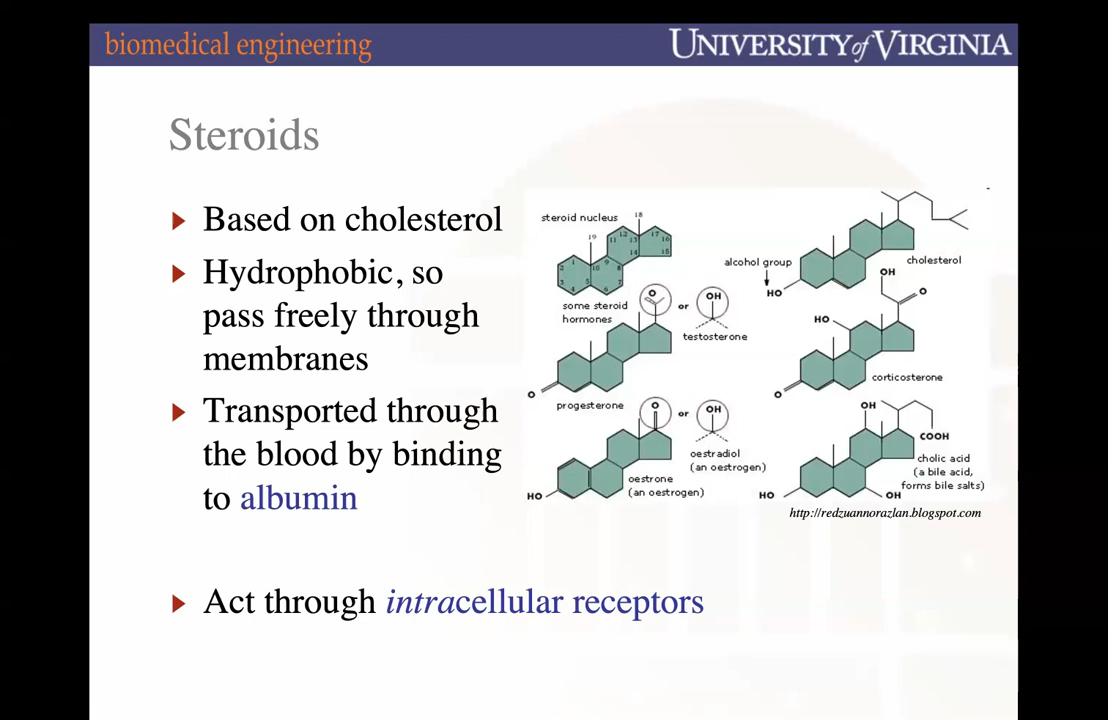 biomedical engineering
UNIVERSITY of VIRGINIA
Steroids
Based on cholesterol
Hydrophobic, so
pass freely through
membranes
Transported through
the blood by binding
to albumin
Act through intracellular receptors
steroid nucleus
18
19
12
17
11
13
16
14
15
1
9
2
10
8
3
5
7
4
6
some steroid
hormones
O
or
OH
testosterone
O
progesterone
O
or
OH
oestradiol
(an oestrogen)
HO
oestrone
(an oestrogen)
alcohol group
HO
cholesterol
OH
O
HO
O
corticosterone
OH
COOH
cholic acid
(a bile acid,
forms bile salts)
HO
OH
http://redzuannorazlan.blogspot.com